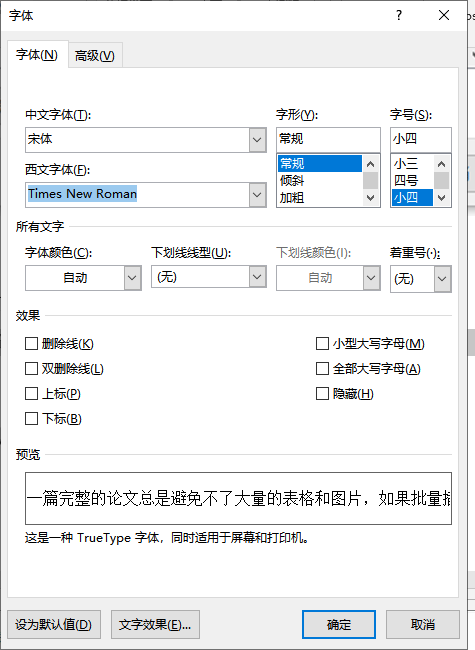 字体
?
字体(N)
高级(V)
中文字体(T):
字形(Y):
字号(S):
宋体
常规
小四
西文字体(F):
常规
倾斜
加粗
小三
四号
小四
Times New Roman
所有文字
字体颜色(C):
下划线线型(U):
下划线颜色(I):
着重号(·):
自动
(无)
自动
(无)
效果
删除线(K)
小型大写字母(M)
双删除线(L)
全部大写字母(A)
上标(P)
隐藏(H)
下标(B)
预览
一篇完整的论文总是避免不了大量的表格和图片，如果批量
这是一种 TrueType 字体，同时适用于屏幕和打印机。
设为默认值(D)
文字效果(E)...
确定
取消